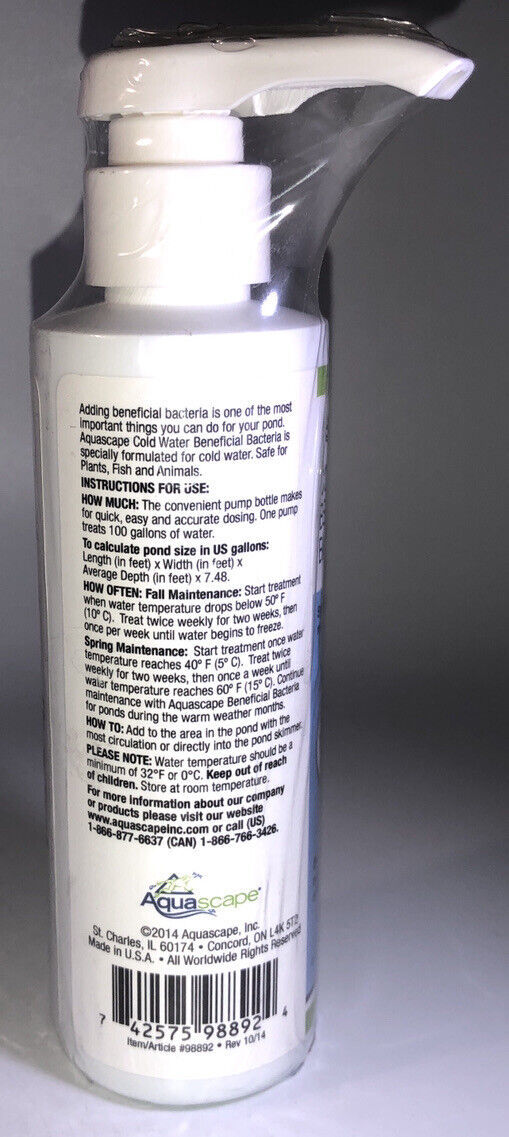 Adding beneficial bacteria is one of the most
important things you can do for your pond.
Aquascape Cold Water Beneficial Bacteria is
specially formulated for cold water. Safe for
Plants, Fish and Animals.
INSTRUCTIONS FOR USE:
HOW MUCH: The convenient pump bottle makes
for quick, easy and accurate dosing. One pump
treats 100 gallons of water.
To calculate pond size in US gallons:
Length (in feet) x Width (in feet) x
Average Depth (in feet) x 7.48.
HOW OFTEN: Fall Maintenance: Start treatment
when water temperature drops below 50° F
(10° C). Treat twice weekly for two weeks, then
once per week until water begins to freeze.
Spring Maintenance: Start treatment once water
temperature reaches 40° F (5° C). Treat twice
weekly for two weeks, then once a week until
water temperature reaches 60° F (15° C). Continue
maintenance with Aquascape Beneficial Bacteria
for ponds during the warm weather months.
HOW TO: Add to the area in the pond with the
most circulation or directly into the pond skimmer.
PLEASE NOTE: Water temperature should be a
minimum of 32°F or 0°C. Keep out of reach
of children. Store at room temperature.
For more information about our company
or products please visit our website
www.aquascapeinc.com or call (US)
1-866-877-6637 (CAN) 1-866-766-3426.
Aquascape
©2014 Aquascape, Inc.
St. Charles, IL 60174 • Concord, ON L4K 5T2
Made in U.S.A. • All Worldwide Rights Reserved
7 42575 98892 4
Item/Article #98892 • Rev 10/14